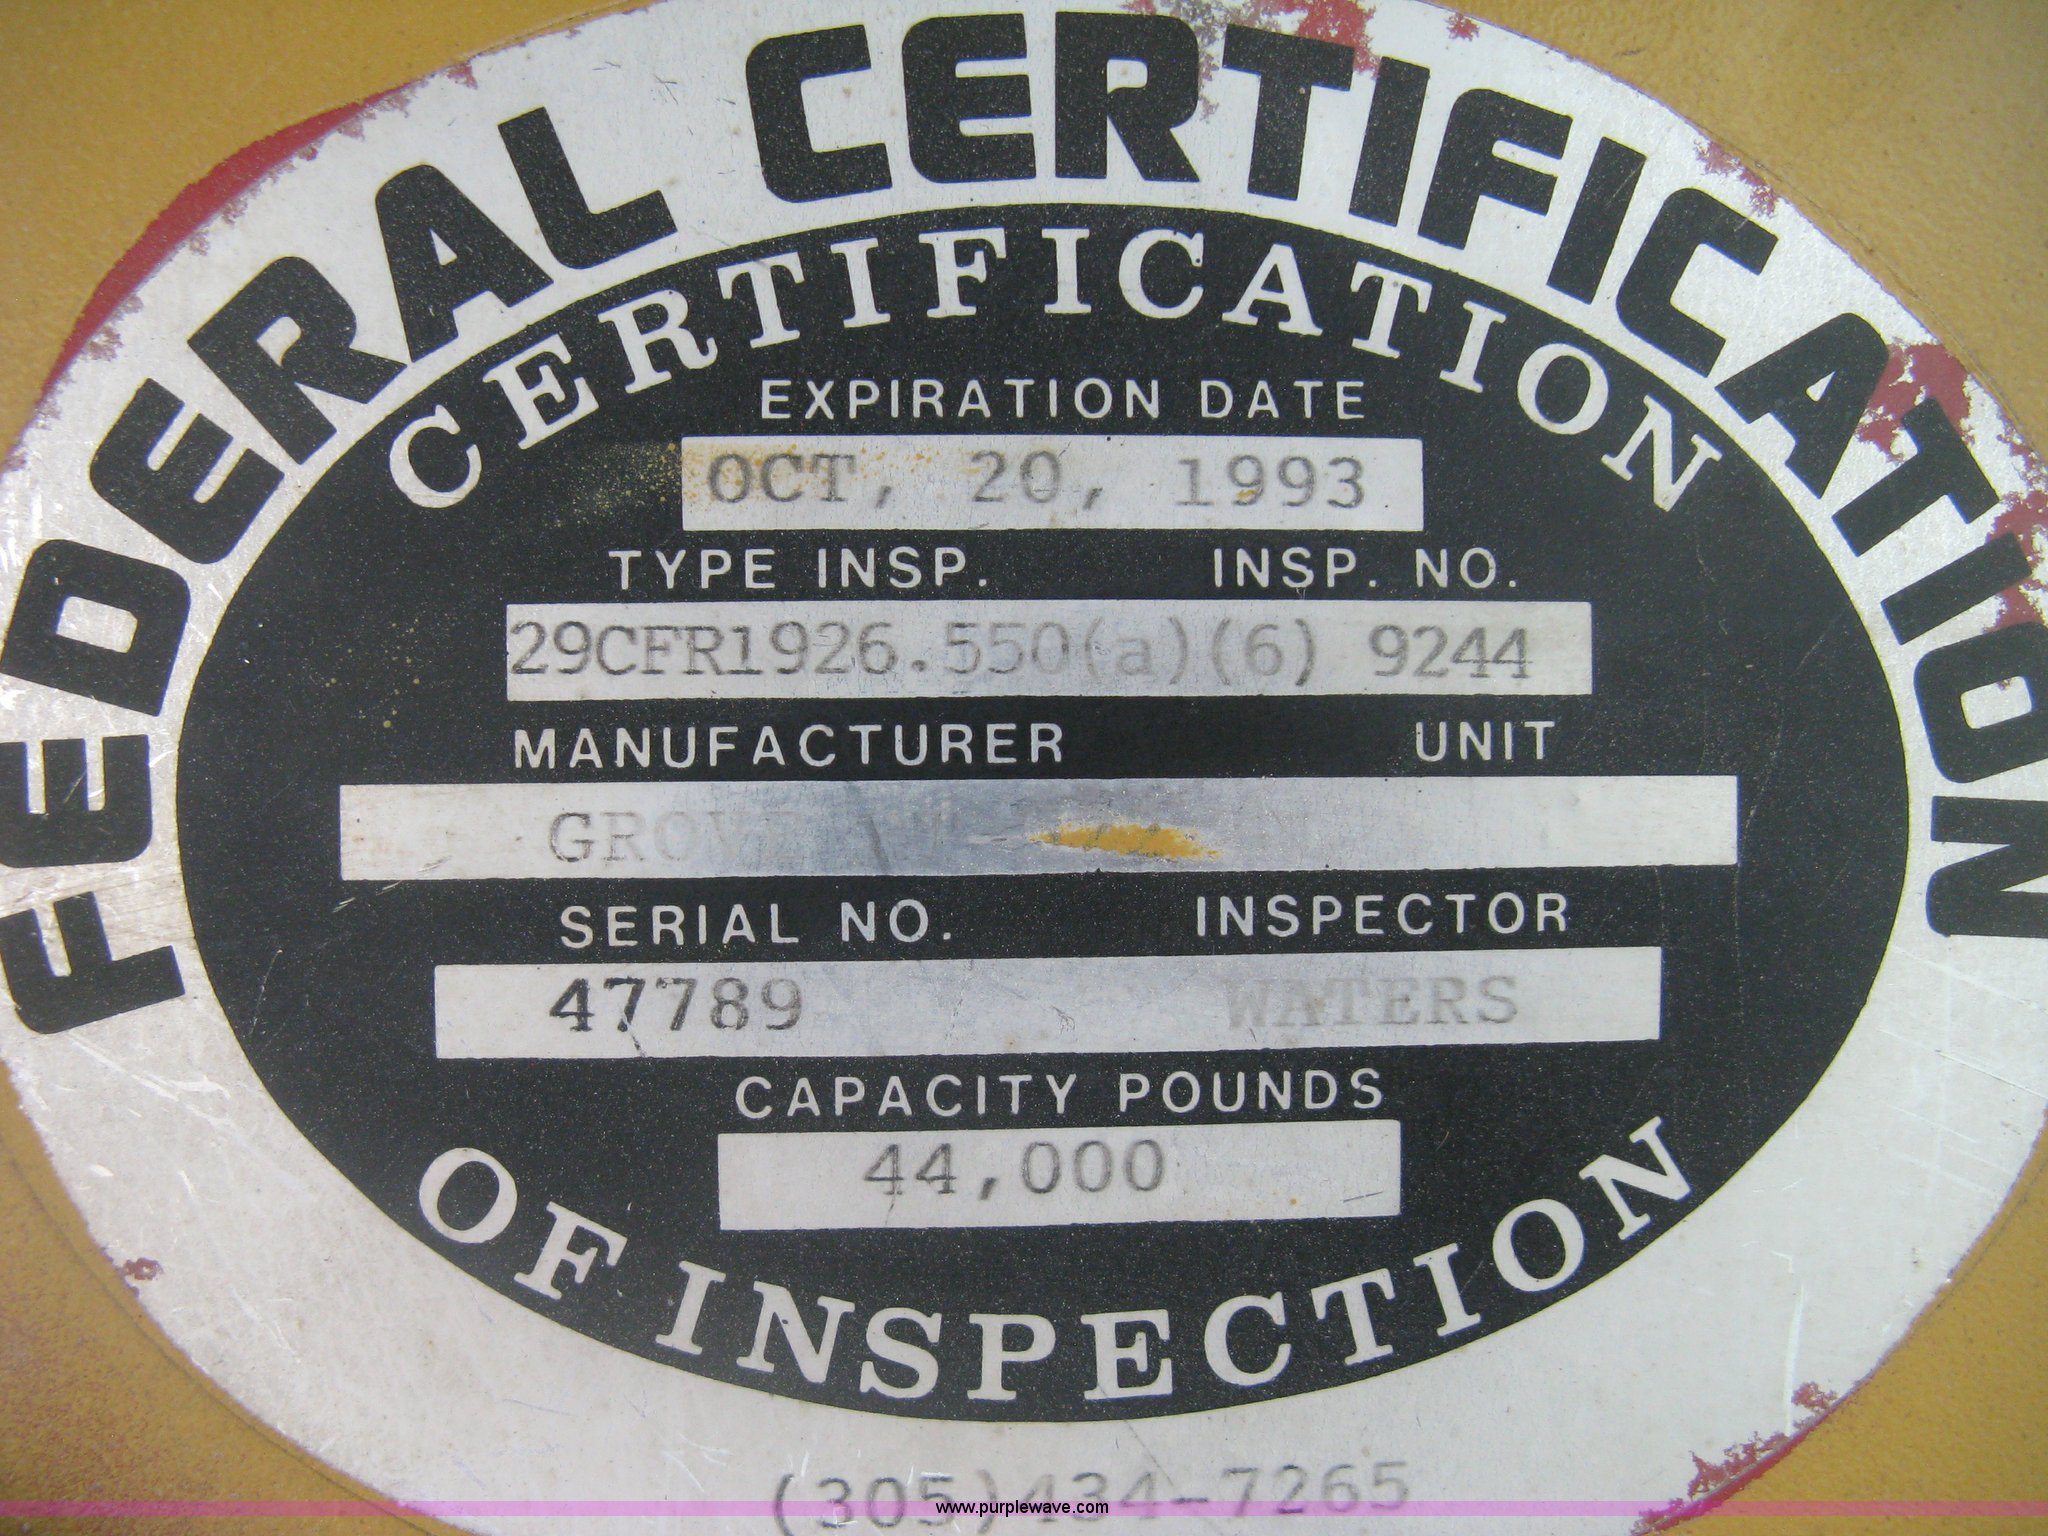 FEDERAL CERTIFICATION
CERTIFICATION
EXPIRATION DATE
OCT, 20, 1993
TYPE INSP. INSP. NO.
29CFR1926.550(a)(6) 9244
MANUFACTURER UNIT
GROVE
SERIAL NO. INSPECTOR
47789 WATERS
CAPACITY POUNDS
44,000
OF INSPECTION
(305)434-7265
www.purplewave.com